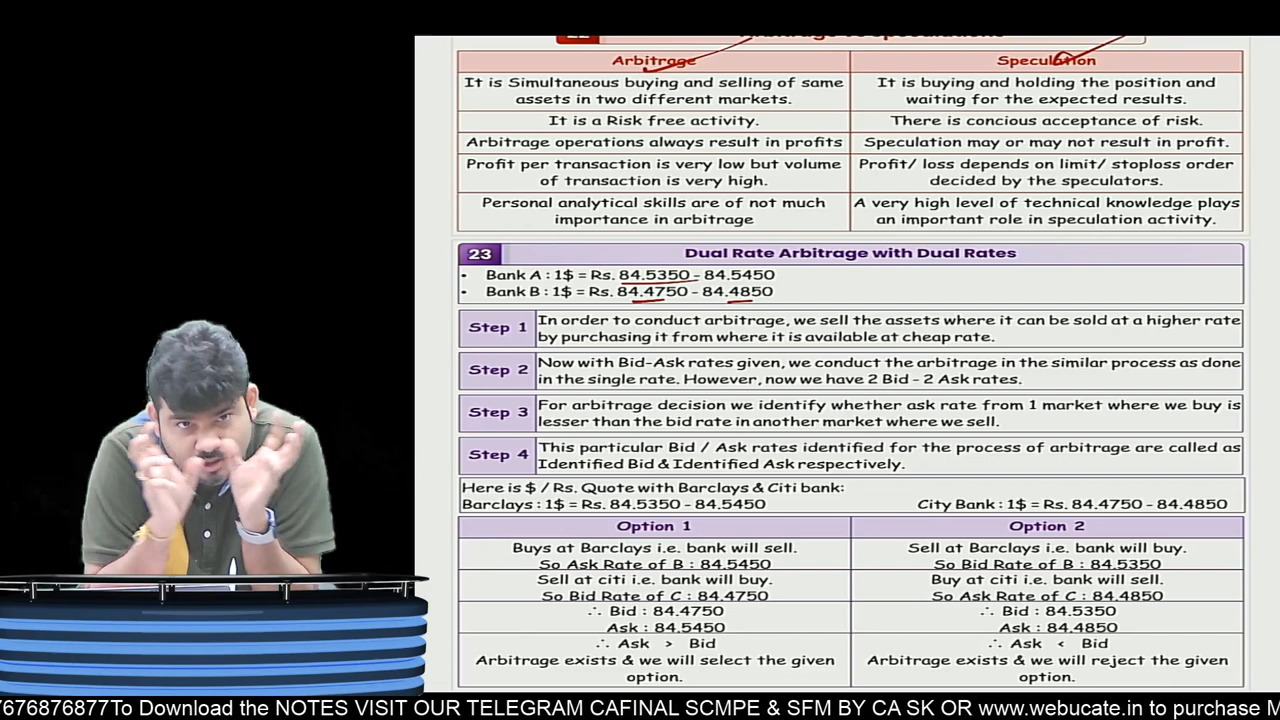 Arbitrage
Speculation
It is Simultaneous buying and selling of same
assets in two different markets.
It is buying and holding the position and
waiting for the expected results.
It is a Risk free activity.
There is concious acceptance of risk.
Arbitrage operations always result in profits
Speculation may or may not result in profit.
Profit per transaction is very low but volume
of transaction is very high.
Profit/ loss depends on limit/ stoploss order
decided by the speculators.
Personal analytical skills are of not much
importance in arbitrage
A very high level of technical knowledge plays
an important role in speculation activity.
23 Dual Rate Arbitrage with Dual Rates
• Bank A : 1$ = Rs. 84.5350 - 84.5450
• Bank B : 1$ = Rs. 84.4750 - 84.4850
Step 1
In order to conduct arbitrage, we sell the assets where it can be sold at a higher rate
by purchasing it from where it is available at cheap rate.
Step 2
Now with Bid-Ask rates given, we conduct the arbitrage in the similar process as done
in the single rate. However, now we have 2 Bid - 2 Ask rates.
Step 3
For arbitrage decision we identify whether ask rate from 1 market where we buy is
lesser than the bid rate in another market where we sell.
Step 4
This particular Bid / Ask rates identified for the process of arbitrage are called as
Identified Bid & Identified Ask respectively.
Here is $ / Rs. Quote with Barclays & Citi bank:
Barclays : 1$ = Rs. 84.5350 - 84.5450 City Bank : 1$ = Rs. 84.4750 - 84.4850
Option 1
Option 2
Buys at Barclays i.e. bank will sell.
So Ask Rate of B : 84.5450
Sell at Barclays i.e. bank will buy.
So Bid Rate of B : 84.5350
Sell at citi i.e. bank will buy.
So Bid Rate of C : 84.4750
Buy at citi i.e. bank will sell.
So Ask Rate of C : 84.4850
∴ Bid : 84.4750
Ask : 84.5450
∴ Bid : 84.5350
Ask : 84.4850
∴ Ask > Bid
Arbitrage exists & we will select the given
option.
∴ Ask < Bid
Arbitrage exists & we will reject the given
option.
7676876877To Download the NOTES VISIT OUR TELEGRAM CAFINAL SCMPE & SFM BY CA SK OR www.webucate.in to purchase M